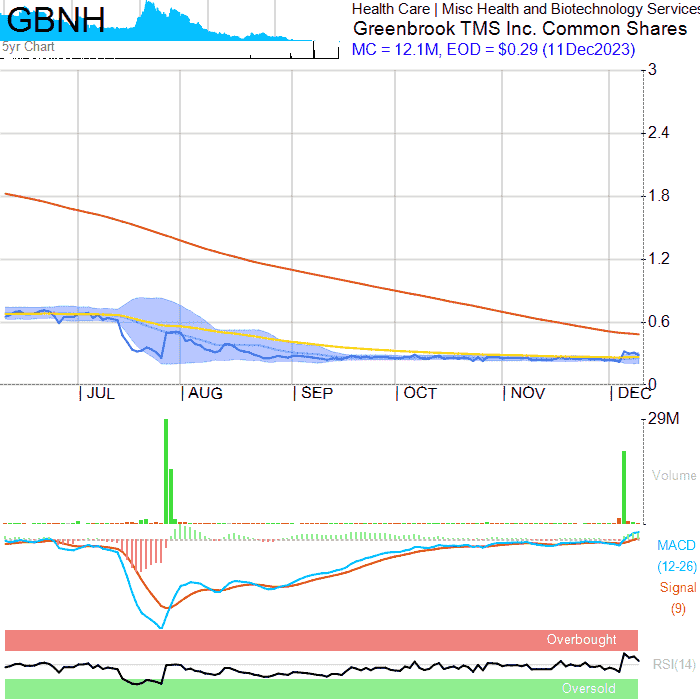 GBNH
5yr Chart
Health Care | Misc Health and Biotechnology Services
Greenbrook TMS Inc. Common Shares
MC = 12.1M, EOD = $0.29 (11Dec2023)
3
2.4
1.8
1.2
0.6
0
JUL
AUG
SEP
OCT
NOV
DEC
29M
Volume
MACD
(12-26)
Signal
(9)
Overbought
RSI(14)
Oversold